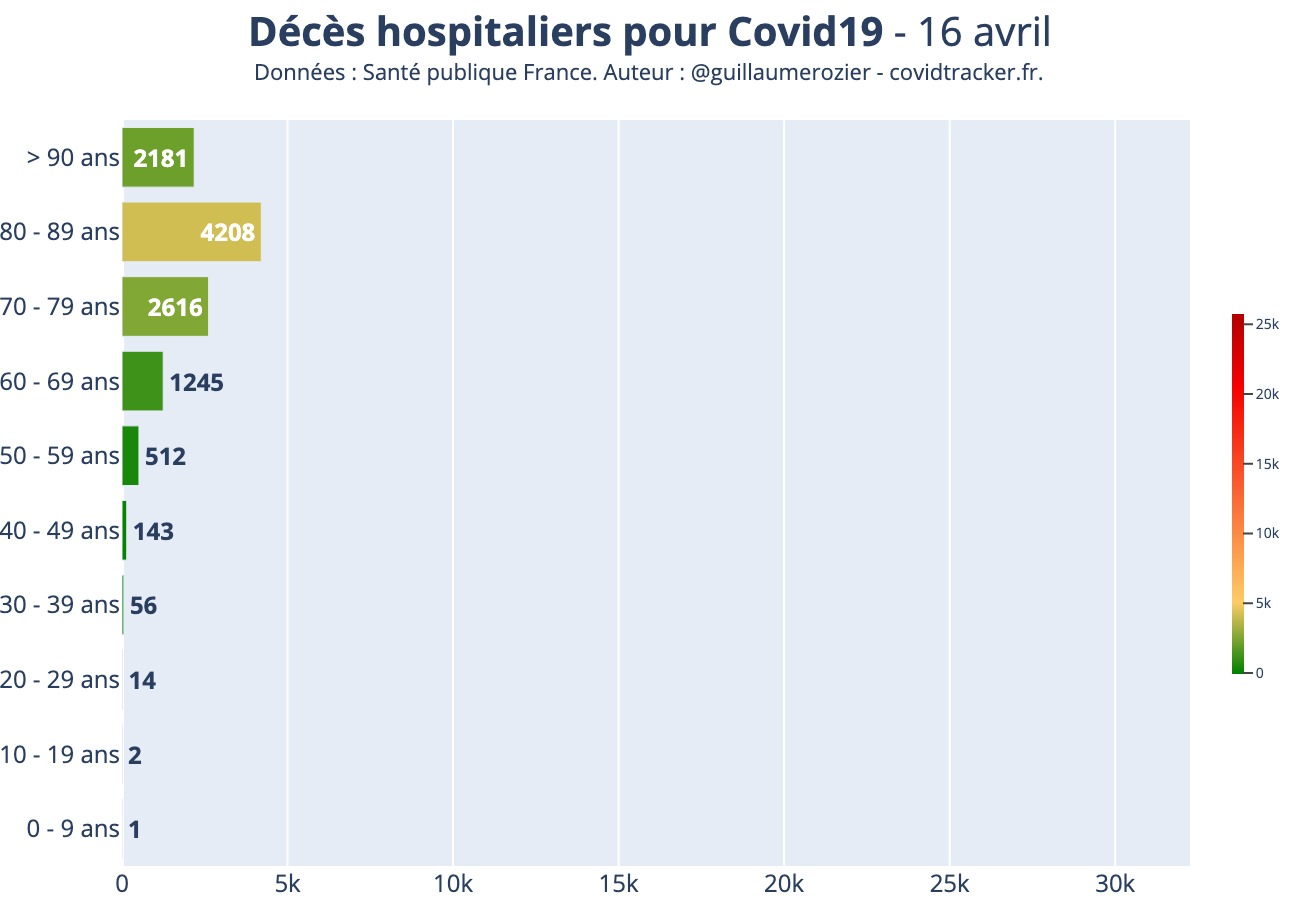 Décès hospitaliers pour Covid19 - 16 avril
Données : Santé publique France. Auteur : @guillaumerozier - covidtracker.fr.
> 90 ans 2181
80 - 89 ans 4208
70 - 79 ans 2616
60 - 69 ans 1245
50 - 59 ans 512
40 - 49 ans 143
30 - 39 ans 56
20 - 29 ans 14
10 - 19 ans 2
0 - 9 ans 1
0 5k 10k 15k 20k 25k 30k
25k
20k
15k
10k
5k
0